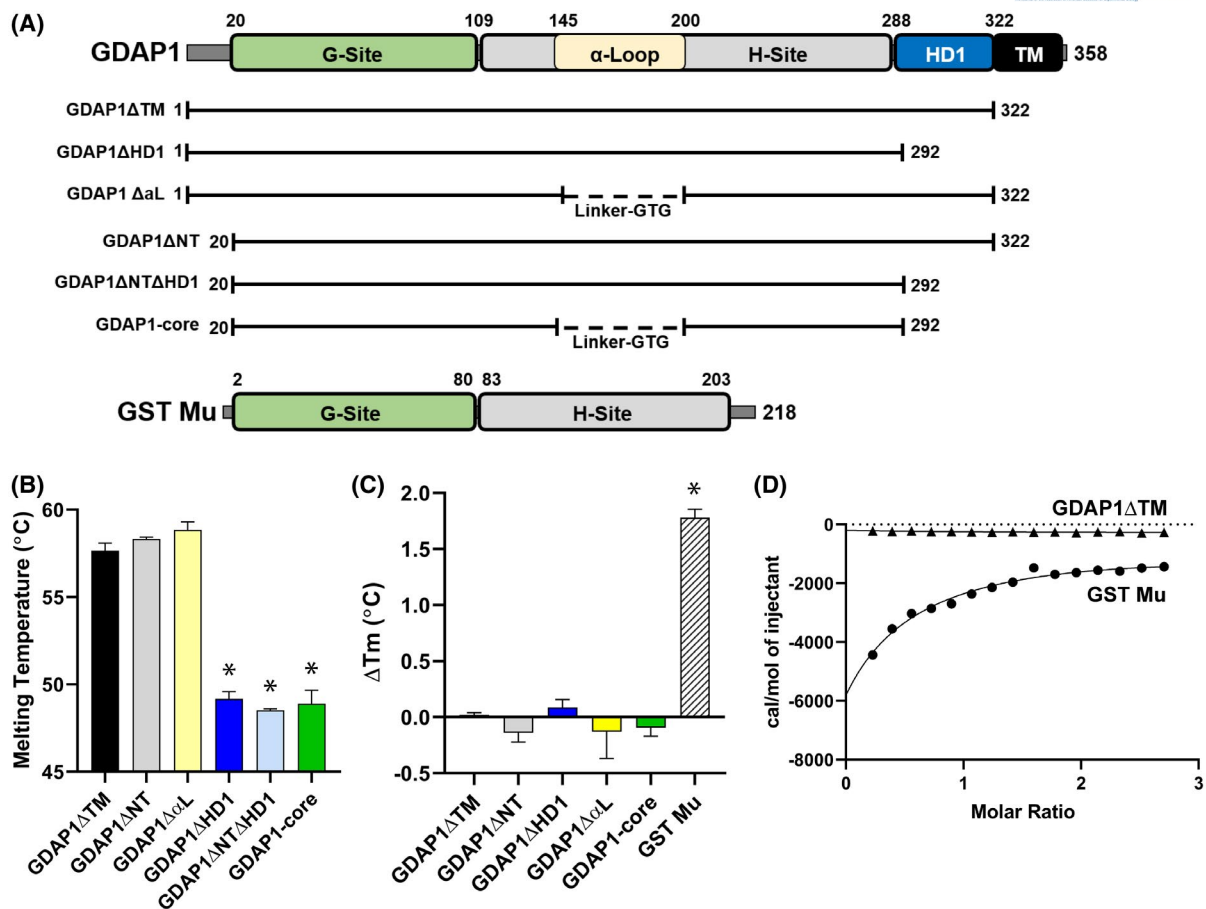 (A)
20 109 145 200 288 322
GDAP1 G-Site α-Loop H-Site HD1 TM 358
GDAP1ΔTM 1 322
GDAP1ΔHD1 1 292
GDAP1 ΔaL 1 322
Linker-GTG
GDAP1ΔNT 20 322
GDAP1ΔNTΔHD1 20 292
GDAP1-core 20 292
Linker-GTG
2 80 83 203
GST Mu G-Site H-Site 218
(B)
Melting Temperature (°C)
60
55
50
45
* * *
GDAP1ΔTM
GDAP1ΔNT
GDAP1ΔαL
GDAP1ΔHD1
GDAP1ΔNTΔHD1
GDAP1-core
(C)
ΔTm (°C)
2.0
1.5
1.0
0.5
0.0
-0.5
*
GDAP1ΔTM
GDAP1ΔNT
GDAP1ΔHD1
GDAP1ΔαL
GDAP1-core
GST Mu
(D)
cal/mol of injectant
0
-2000
-4000
-6000
-8000
GDAP1ΔTM
GST Mu
0 1 2 3
Molar Ratio